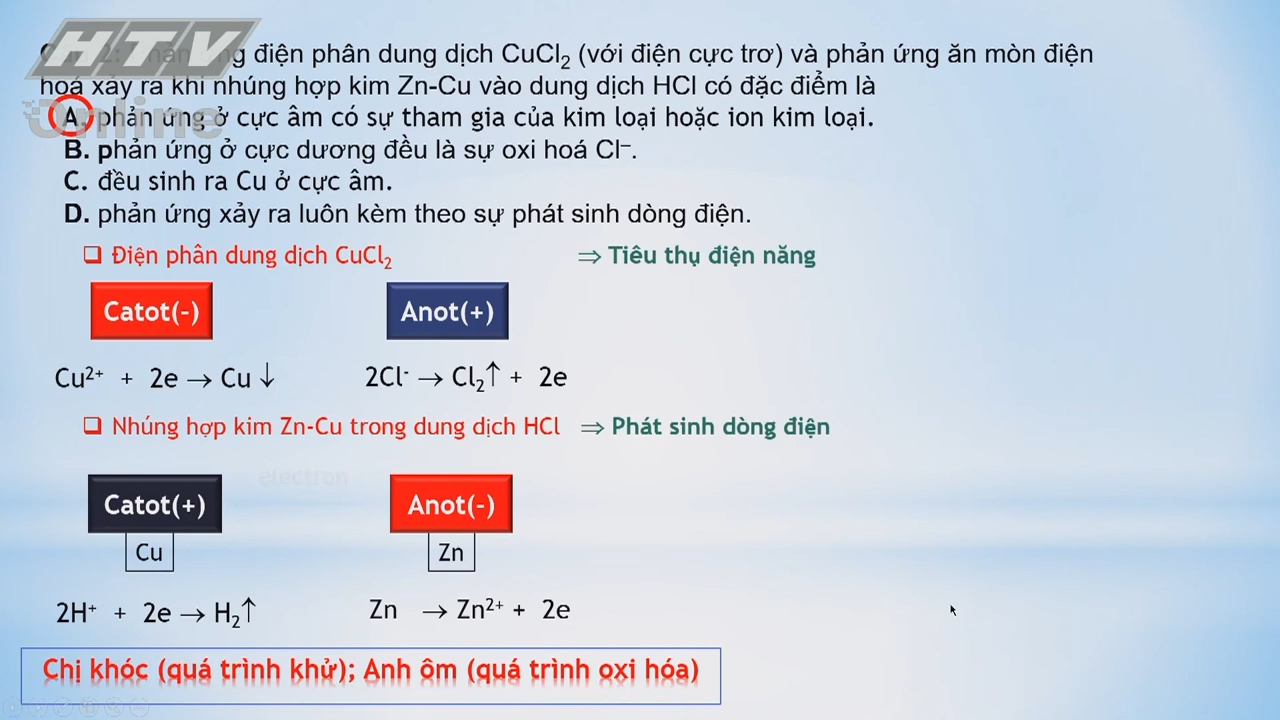 HTV
Online
điện phân dung dịch CuCl₂ (với điện cực trơ) và phản ứng ăn mòn điện
hoá xảy ra khi nhúng hợp kim Zn-Cu vào dung dịch HCl có đặc điểm là
A. phản ứng ở cực âm có sự tham gia của kim loại hoặc ion kim loại.
B. phản ứng ở cực dương đều là sự oxi hoá Cl⁻.
C. đều sinh ra Cu ở cực âm.
D. phản ứng xảy ra luôn kèm theo sự phát sinh dòng điện.
❑ Điện phân dung dịch CuCl₂ ⇒ Tiêu thụ điện năng
Catot(-) Anot(+)
Cu²⁺ + 2e → Cu↓ 2Cl⁻ → Cl₂↑ + 2e
❑ Nhúng hợp kim Zn-Cu trong dung dịch HCl ⇒ Phát sinh dòng điện
electron
Catot(+) Anot(-)
Cu Zn
2H⁺ + 2e → H₂↑ Zn → Zn²⁺ + 2e
Chị khóc (quá trình khử); Anh ôm (quá trình oxi hóa)